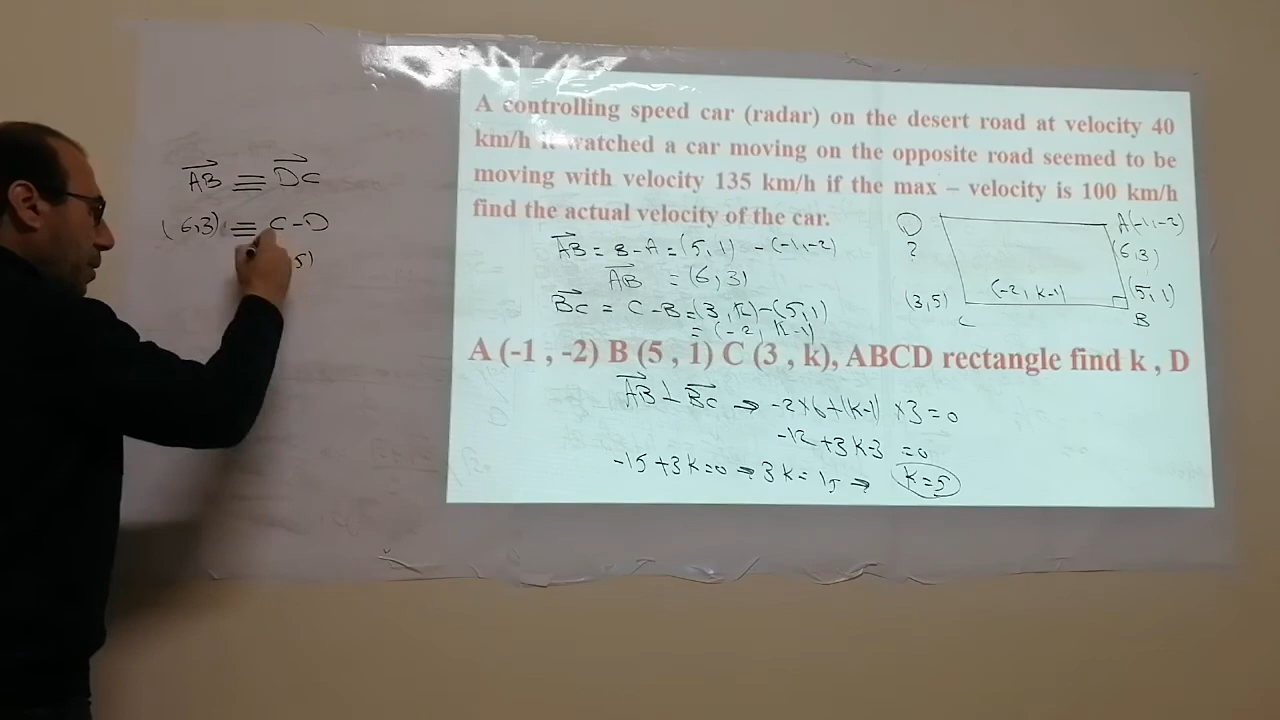 AB ≡ DC
(6,3) ≡ C-D
5)
A controlling speed car (radar) on the desert road at velocity 40
km/h it watched a car moving on the opposite road seemed to be
moving with velocity 135 km/h if the max – velocity is 100 km/h
find the actual velocity of the car.
D
A(-1,-2)
?
(6,3)
(3,5)
(-2, k-1)
(5,1)
C
B
AB = B-A = (5,1) - (-1,-2)
AB = (6,3)
BC = C-B = (3,k)-(5,1)
= (-2, k-1)
A (-1 , -2) B (5 , 1) C (3 , k), ABCD rectangle find k , D
AB ⊥ BC ⇒ -2×6+(k-1) ×3=0
-12+3k-3 =0
-15+3k=0 ⇒ 3k=15 ⇒ k=5